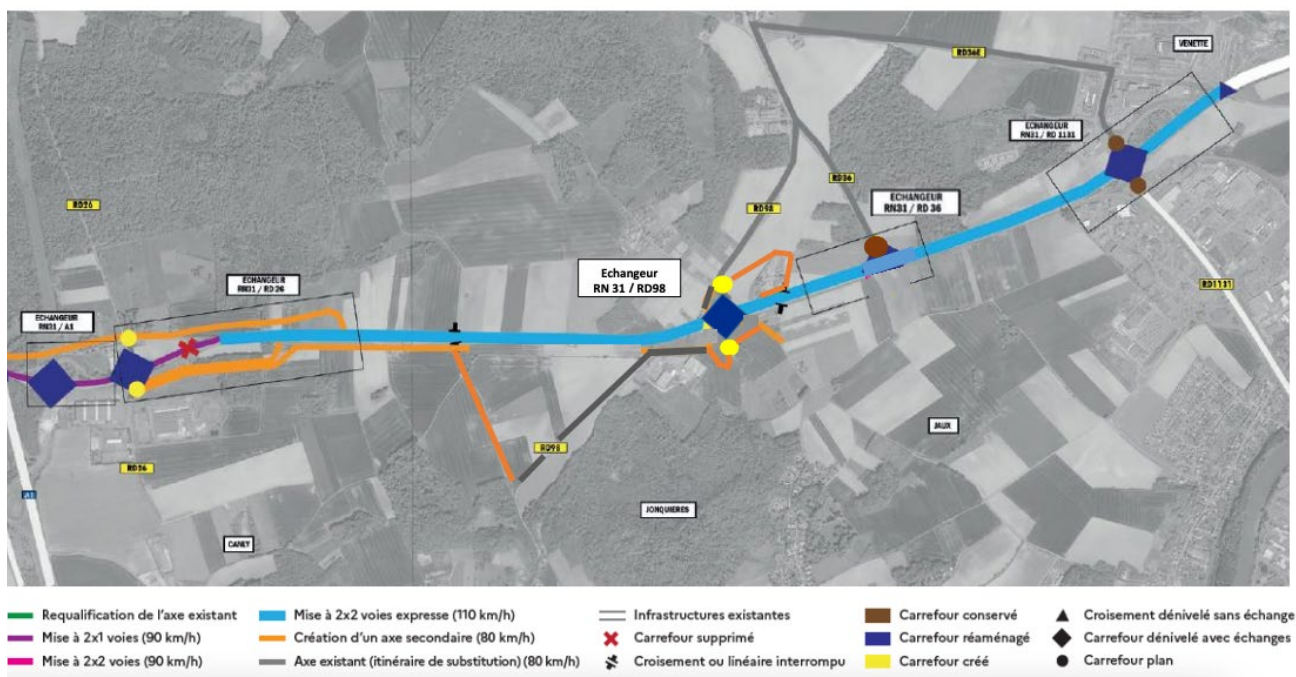 VENETTE
RD36E
ECHANGEUR
RN31 / RD 1131
RD36
RD26
ECHANGEUR
RN31 / RD 36
RD98
Echangeur
RN 31 / RD98
ECHANGEUR
RN31 / RD 26
RD1131
ECHANGEUR
RN31 / A1
JAUX
RD98
RD36
A1
JONQUIERES
CANLY
Requalification de l'axe existant
Mise à 2x1 voies (90 km/h)
Mise à 2x2 voies (90 km/h)
Mise à 2x2 voies expresse (110 km/h)
Création d'un axe secondaire (80 km/h)
Axe existant (itinéraire de substitution) (80 km/h)
Infrastructures existantes
Carrefour supprimé
Croisement ou linéaire interrompu
Carrefour conservé
Carrefour réaménagé
Carrefour créé
Croisement dénivelé sans échange
Carrefour dénivelé avec échanges
Carrefour plan